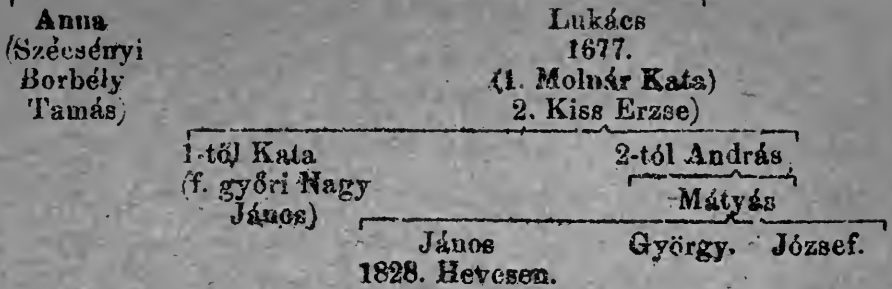 Anna
(Szécsényi
Borbély
Tamás)
Lukács
1677.
(1. Molnár Kata)
2. Kiss Erzse)
1-től Kata
(f. győri Nagy
János)
2-tól András
Mátyás
János
1828. Hevesen.
György.
József.